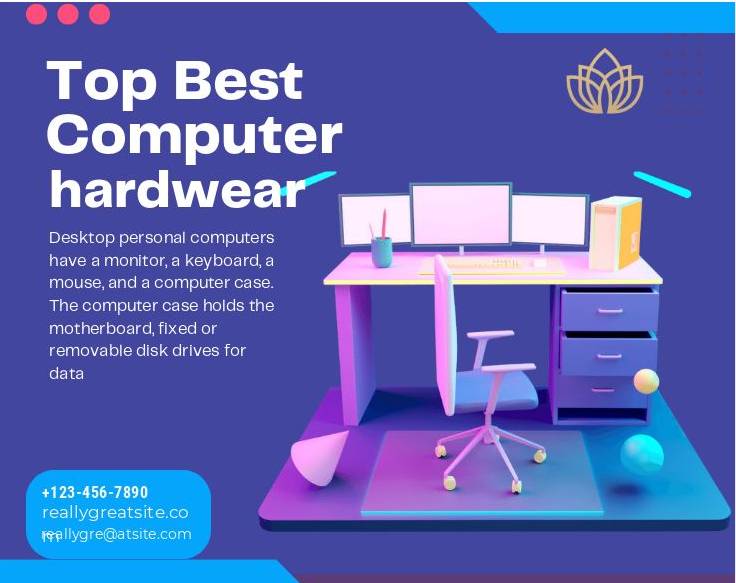 Top Best
Computer
hardwear
Desktop personal computers
have a monitor, a keyboard, a
mouse, and a computer case.
The computer case holds the
motherboard, fixed or
removable disk drives for
data
+123-456-7890
reallygreatsite.co
m
reallygre@atsite.com